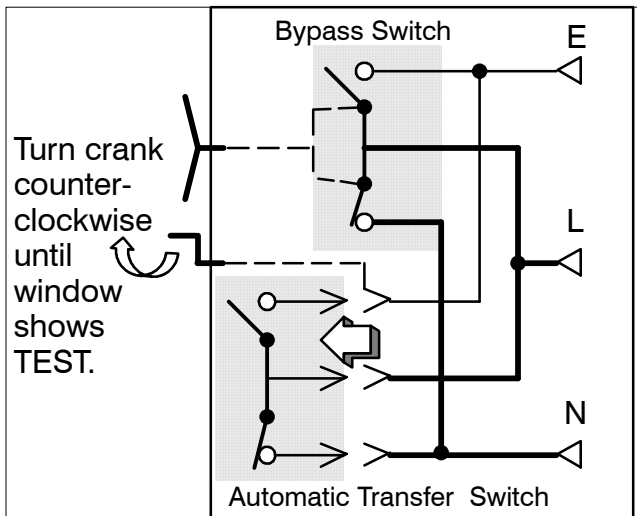 Bypass Switch
E
Turn crank
counter-
clockwise
until
window
shows
TEST.
L
N
Automatic Transfer Switch